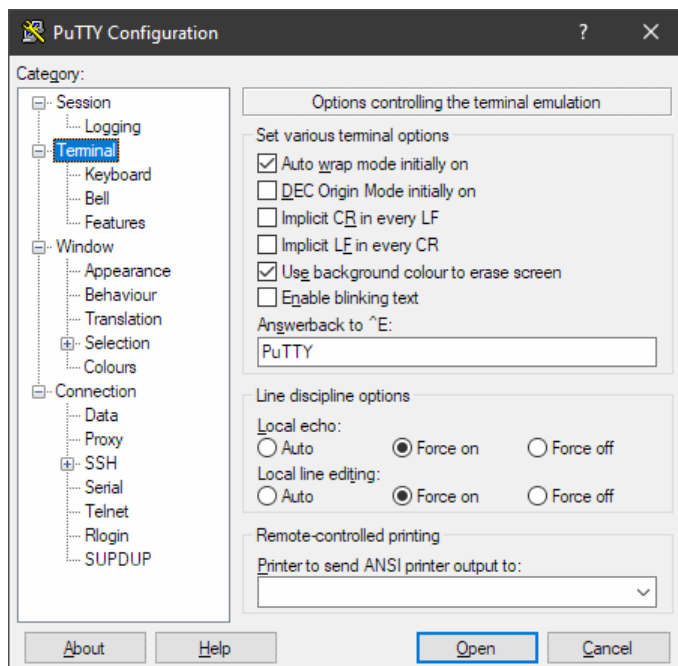 PuTTY Configuration
?
Category:
Session
Logging
Terminal
Keyboard
Bell
Features
Window
Appearance
Behaviour
Translation
Selection
Colours
Connection
Data
Proxy
SSH
Serial
Telnet
Rlogin
SUPDUP
Options controlling the terminal emulation
Set various terminal options
Auto wrap mode initially on
DEC Origin Mode initially on
Implicit CR in every LF
Implicit LF in every CR
Use background colour to erase screen
Enable blinking text
Answerback to ^E:
PuTTY
Line discipline options
Local echo:
Auto Force on Force off
Local line editing:
Auto Force on Force off
Remote-controlled printing
Printer to send ANSI printer output to:
About Help Open Cancel